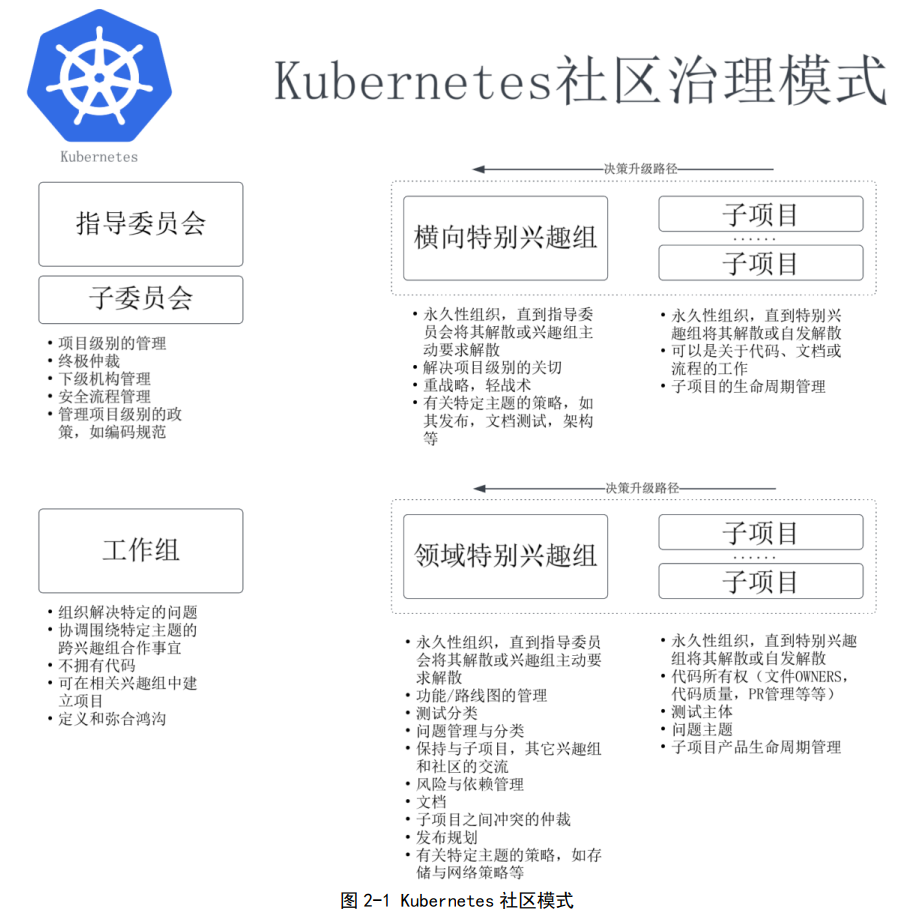 Kubernetes社区治理模式
Kubernetes
指导委员会
子委员会
• 项目级别的管理
• 终极仲裁
• 下级机构管理
• 安全流程管理
• 管理项目级别的政
策，如编码规范
决策升级路径
横向特别兴趣组
子项目
......
子项目
• 永久性组织，直到指导委
员会将其解散或兴趣组主
动要求解散
• 解决项目级别的关切
• 重战略，轻战术
• 有关特定主题的策略，如
其发布，文档测试，架构
等
• 永久性组织，直到特别兴
趣组将其解散或自发解散
• 可以是关于代码、文档或
流程的工作
• 子项目的生命周期管理
工作组
• 组织解决特定的问题
• 协调围绕特定主题的
跨兴趣组合作事宜
• 不拥有代码
• 可在相关兴趣组中建
立项目
• 定义和弥合鸿沟
决策升级路径
领域特别兴趣组
子项目
......
子项目
• 永久性组织，直到指导委员
会将其解散或兴趣组主动要
求解散
• 功能/路线图的管理
• 测试分类
• 问题管理与分类
• 保持与子项目，其它兴趣组
和社区的交流
• 风险与依赖管理
• 文档
• 子项目之间冲突的仲裁
• 发布规划
• 有关特定主题的策略，如存
储与网络策略等
• 永久性组织，直到特别兴趣
组将其解散或自发解散
• 代码所有权（文件OWNERS，
代码质量，PR管理等等）
• 测试主体
• 问题主题
• 子项目产品生命周期管理
图 2-1 Kubernetes 社区模式